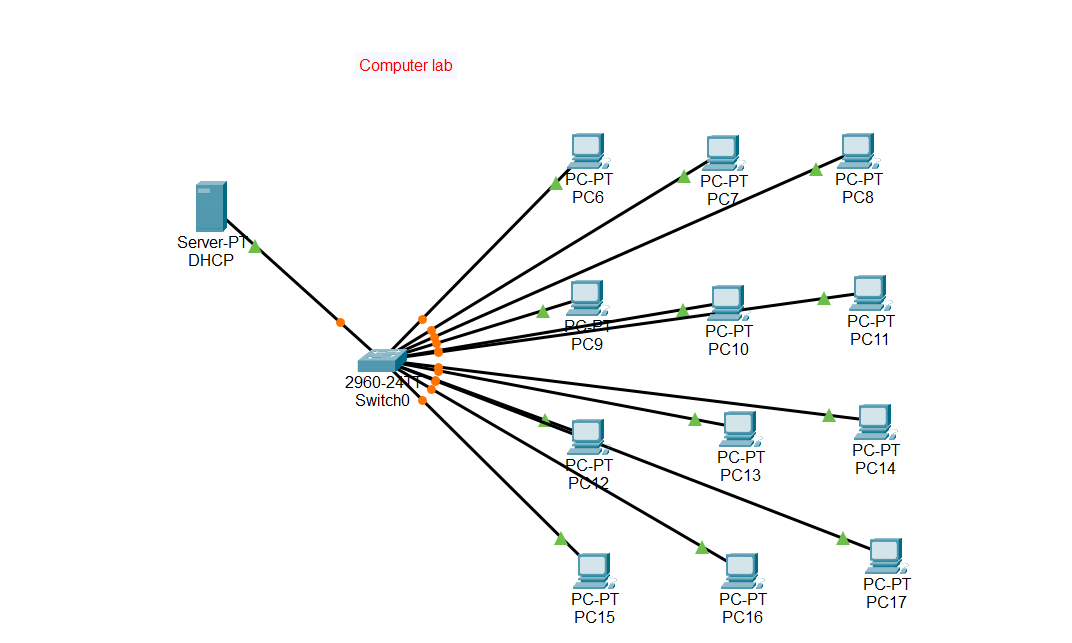 Computer lab
PC-PT
PC6
PC-PT
PC7
PC-PT
PC8
Server-PT
DHCP
PC-PT
PC9
PC-PT
PC10
PC-PT
PC11
2960-24TT
Switch0
PC-PT
PC12
PC-PT
PC13
PC-PT
PC14
PC-PT
PC15
PC-PT
PC16
PC-PT
PC17